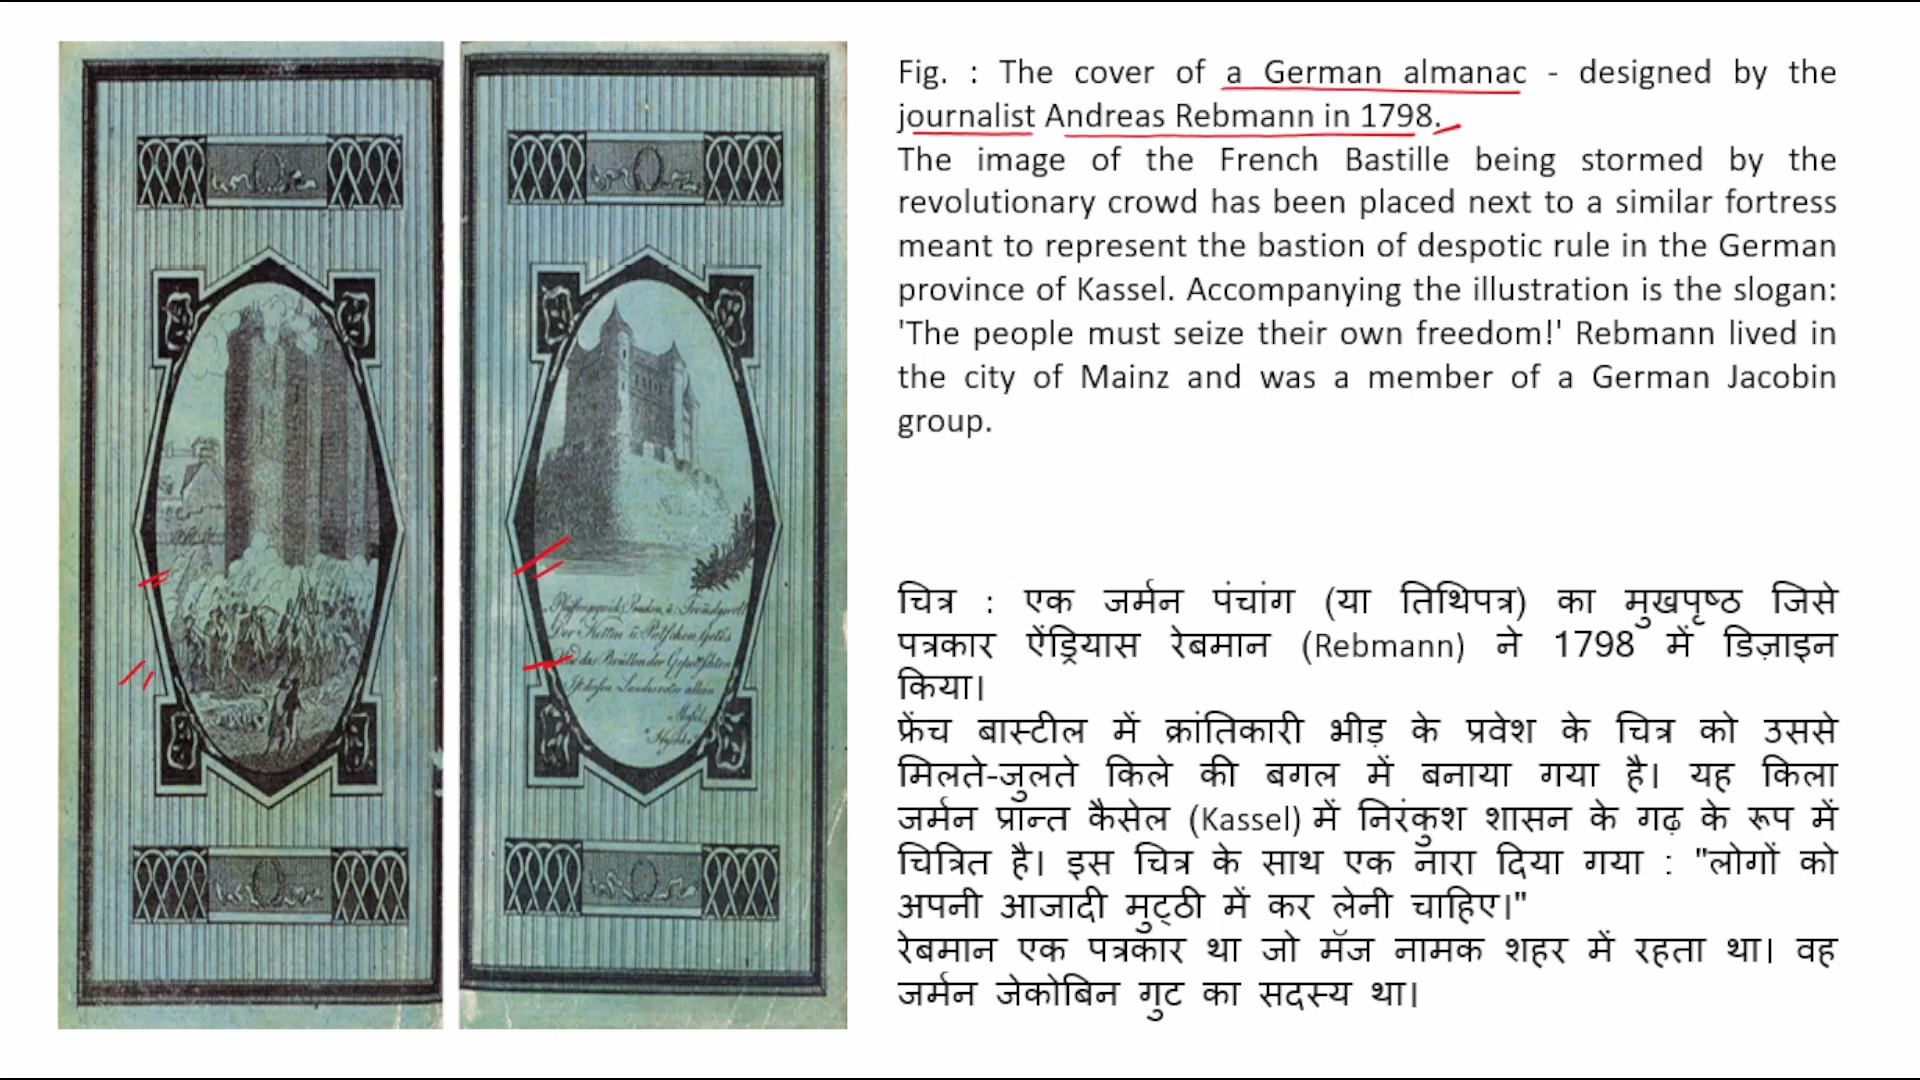 Fig. : The cover of a German almanac - designed by the
journalist Andreas Rebmann in 1798.
The image of the French Bastille being stormed by the
revolutionary crowd has been placed next to a similar fortress
meant to represent the bastion of despotic rule in the German
province of Kassel. Accompanying the illustration is the slogan:
'The people must seize their own freedom!' Rebmann lived in
the city of Mainz and was a member of a German Jacobin
group.
चित्र : एक जर्मन पंचांग (या तिथिपत्र) का मुखपृष्ठ जिसे
पत्रकार ऐंड्रियास रेबमान (Rebmann) ने 1798 में डिज़ाइन
किया।
फ्रेंच बास्टील में क्रांतिकारी भीड़ के प्रवेश के चित्र को उससे
मिलते-जुलते किले की बगल में बनाया गया है। यह किला
जर्मन प्रान्त कैसेल (Kassel) में निरंकुश शासन के गढ़ के रूप में
चित्रित है। इस चित्र के साथ एक नारा दिया गया : "लोगों को
अपनी आजादी मुट्ठी में कर लेनी चाहिए।"
रेबमान एक पत्रकार था जो मॅज नामक शहर में रहता था। वह
जर्मन जेकोबिन गुट का सदस्य था।